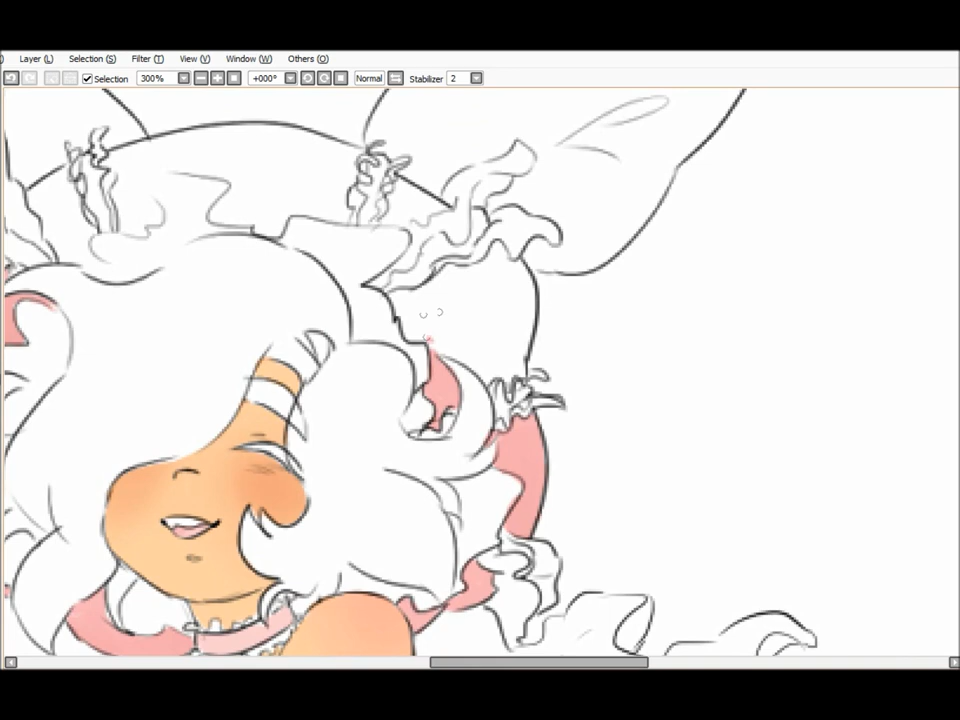 ) Layer (L) Selection (S) Filter (T) View (V) Window (W) Others (O)
Selection 300% +000° Normal Stabilizer 2